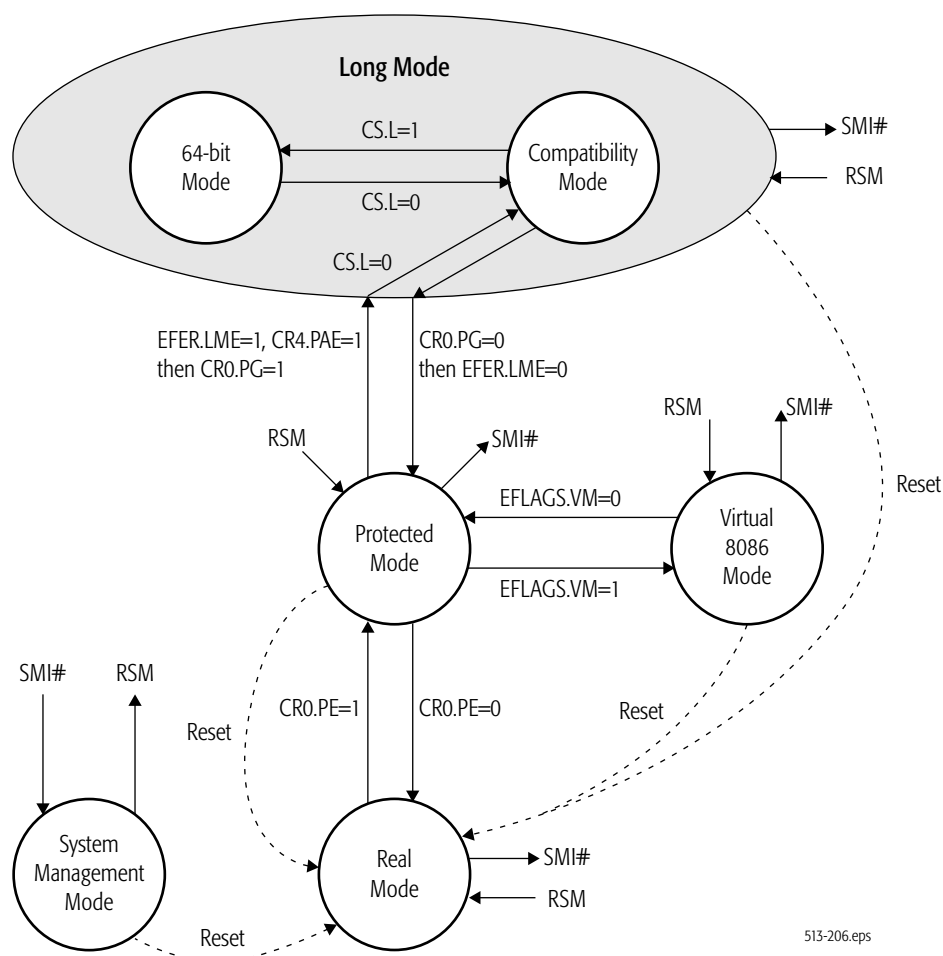 Long Mode
CS.L=1
SMI#
64-bit
Mode
Compatibility
Mode
RSM
CS.L=0
CS.L=0
EFER.LME=1, CR4.PAE=1
then CR0.PG=1
CR0.PG=0
then EFER.LME=0
RSM
SMI#
RSM
SMI#
Reset
EFLAGS.VM=0
Protected
Mode
Virtual
8086
Mode
EFLAGS.VM=1
SMI#
RSM
CR0.PE=1
CR0.PE=0
Reset
Reset
System
Management
Mode
Real
Mode
SMI#
RSM
Reset
513-206.eps